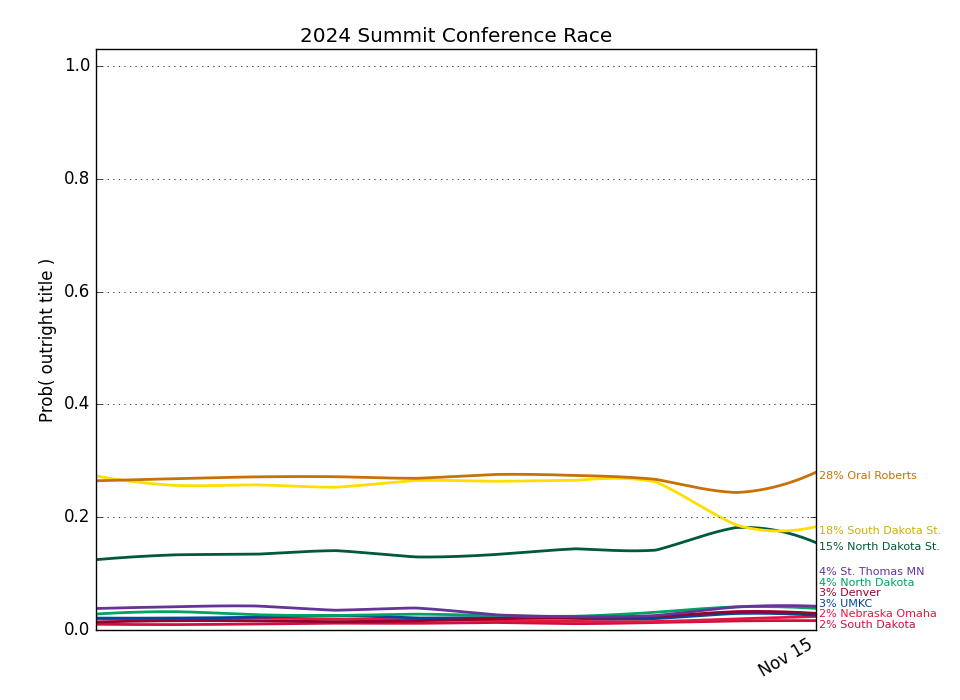 2024 Summit Conference Race
Prob( outright title )
1.0
0.8
0.6
0.4
0.2
0.0
28% Oral Roberts
18% South Dakota St.
15% North Dakota St.
4% St. Thomas MN
4% North Dakota
3% Denver
3% UMKC
2% Nebraska Omaha
2% South Dakota
Nov 15